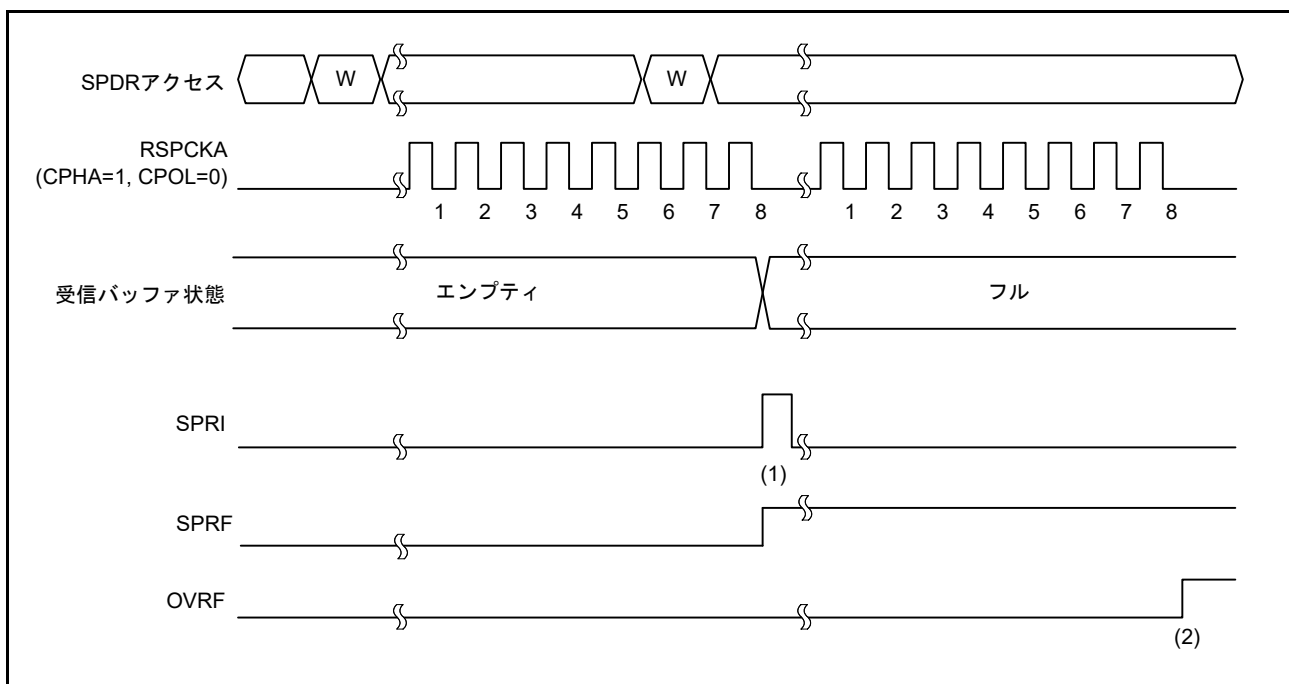 SPDRアクセス W W
RSPCKA
(CPHA=1, CPOL=0)
1 2 3 4 5 6 7 8 1 2 3 4 5 6 7 8
受信バッファ状態 エンプティ フル
SPRI
(1)
SPRF
OVRF
(2)